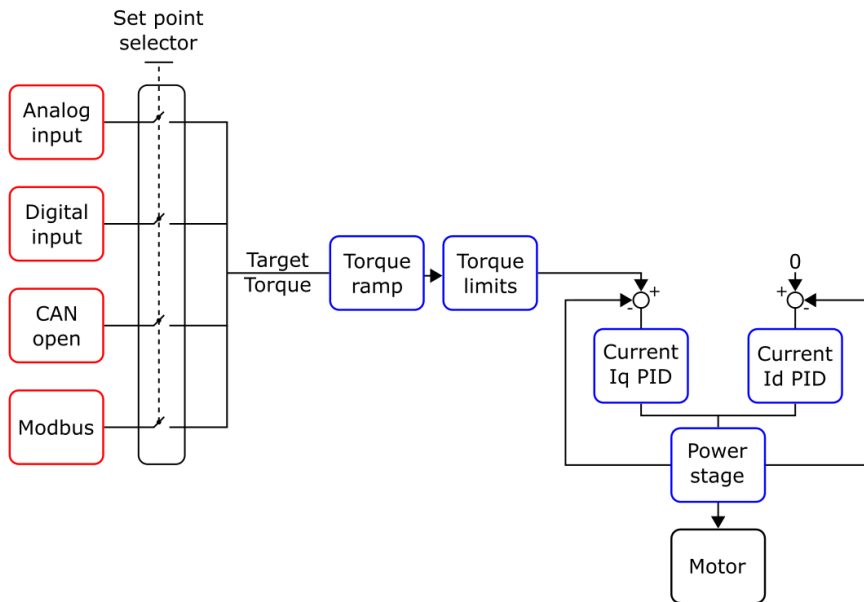 Set point
selector
Analog
input
Digital
input
CAN
open
Modbus
Target
Torque
Torque
ramp
Torque
limits
0
+
-
+
-
Current
Iq PID
Current
Id PID
Power
stage
Motor